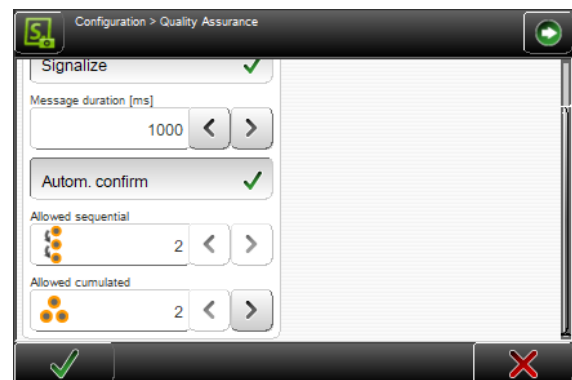 S
Configuration > Quality Assurance
Signalize
Message duration [ms]
1000
Autom. confirm
Allowed sequential
2
Allowed cumulated
2